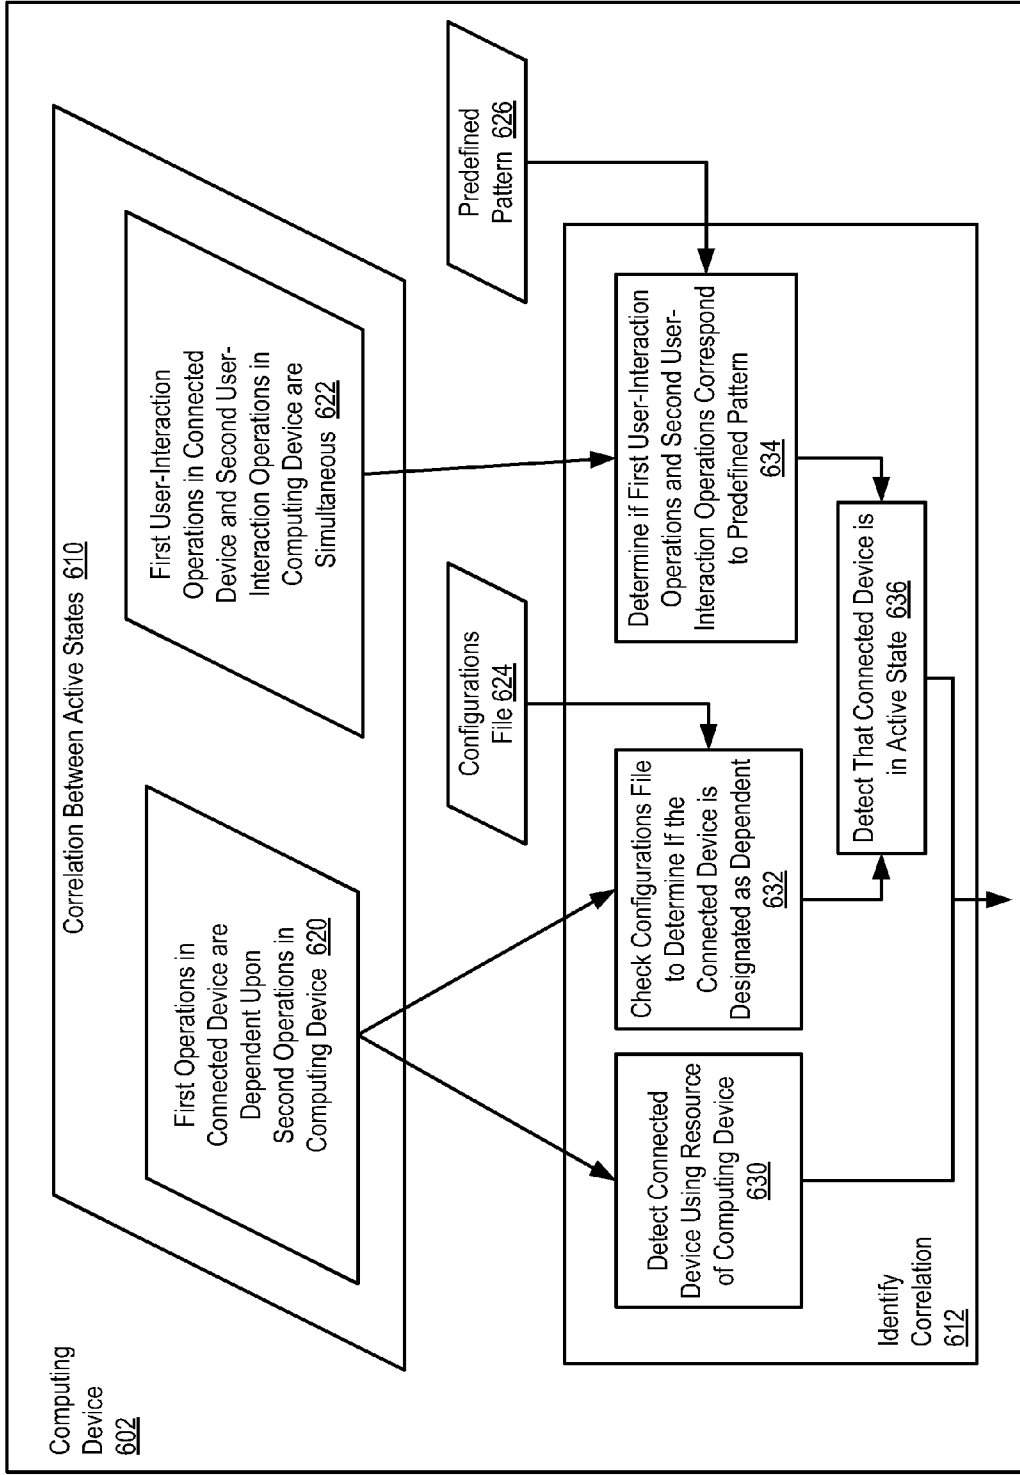 Computing
Device
602
Correlation Between Active States 610
First Operations in
Connected Device are
Dependent Upon
Second Operations in
Computing Device 620
First User-Interaction
Operations in Connected
Device and Second User-
Interaction Operations in
Computing Device are
Simultaneous 622
Configurations
File 624
Predefined
Pattern 626
Detect Connected
Device Using Resource
of Computing Device
630
Check Configurations File
to Determine If the
Connected Device is
Designated as Dependent
632
Determine if First User-Interaction
Operations and Second User-
Interaction Operations Correspond
to Predefined Pattern
634
Detect That Connected Device is
in Active State 636
Identify
Correlation
612